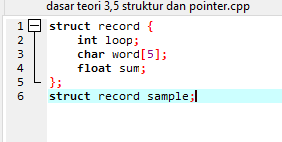 dasar teori 3,5 struktur dan pointer.cpp
1 struct record {
2 int loop;
3 char word[5];
4 float sum;
5 };
6 struct record sample;